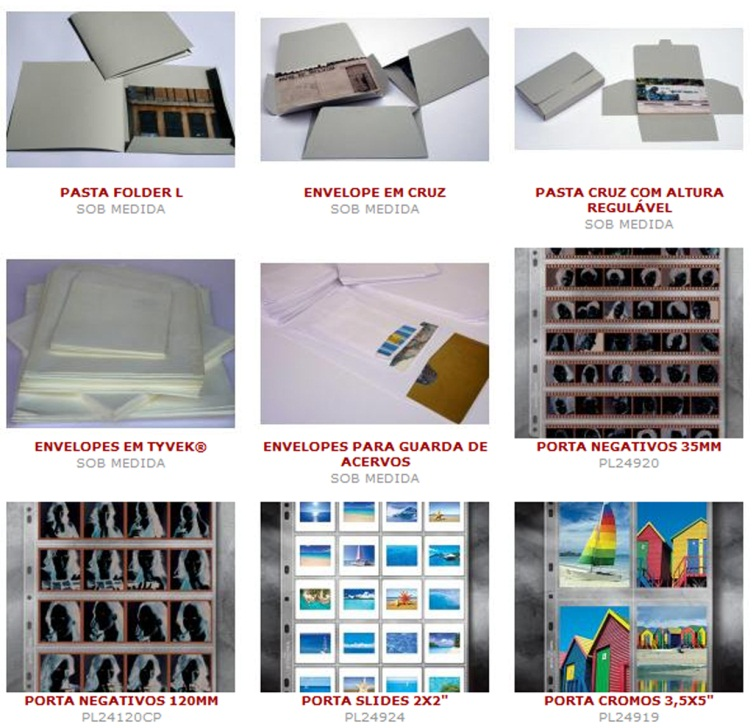 PASTA FOLDER L
SOB MEDIDA
ENVELOPE EM CRUZ
SOB MEDIDA
PASTA CRUZ COM ALTURA
REGULÁVEL
SOB MEDIDA
ENVELOPES EM TYVEK®
SOB MEDIDA
ENVELOPES PARA GUARDA DE
ACERVOS
SOB MEDIDA
PORTA NEGATIVOS 35MM
PL24920
PORTA NEGATIVOS 120MM
PL24120CP
PORTA SLIDES 2X2"
PL24924
PORTA CROMOS 3,5X5"
PL24919